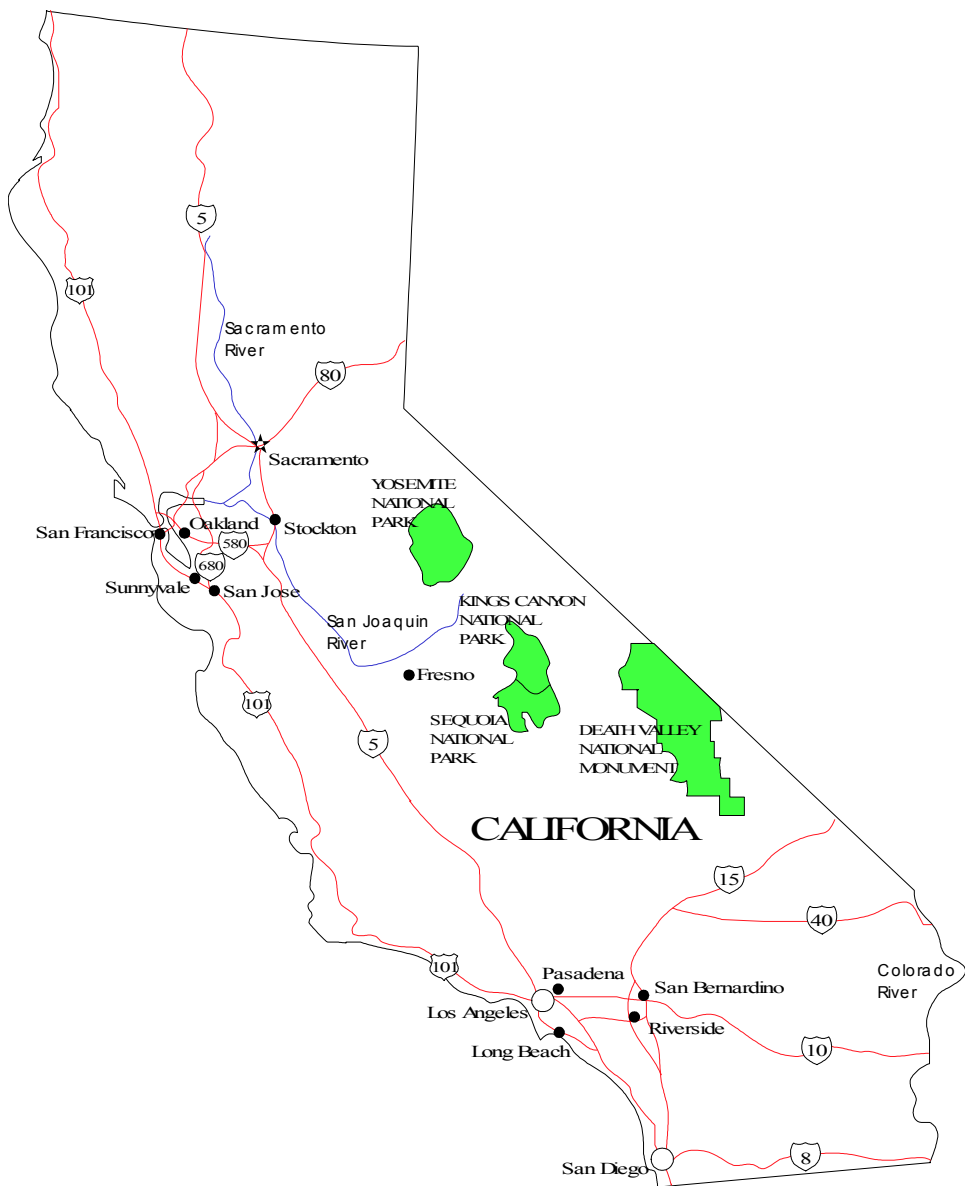 5
101
Sacramento
River
80
Sacramento
YOSEMITE
NATIONAL
PARK
San Francisco
Oakland
Stockton
580
680
Sunnyvale
San Jose
KINGS CANYON
NATIONAL
PARK
San Joaquin
River
Fresno
101
SEQUOIA
NATIONAL
PARK
5
DEATH VALLEY
NATIONAL
MONUMENT
CALIFORNIA
15
40
101
Pasadena
San Bernardino
Colorado
River
Los Angeles
Riverside
Long Beach
10
San Diego
8